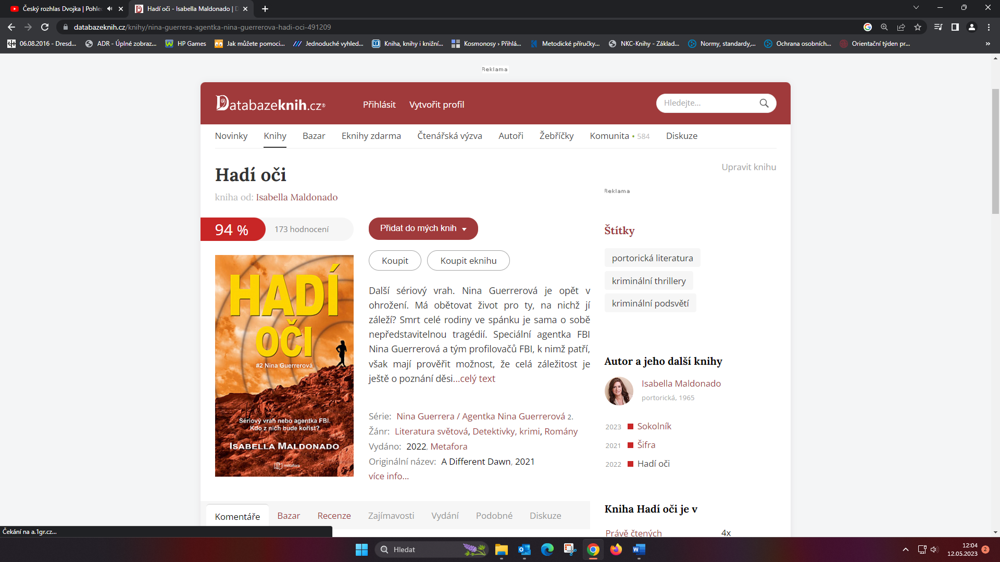 Český rozhlas Dvojka | Pohle
Hadí oči - Isabella Maldonado | D
databazeknih.cz/knihy/nina-guerrera-agentka-nina-guerrerova-hadi-oci-491209
06.08.2016 - Dresd...
ADR - Úplné zobraz...
HP Games
Jak můžete pomoci...
Jednoduché vyhled...
Kniha, knihy i knižní...
Kosmonosy › Přihlá...
Metodické příručky...
NKC-Knihy - Základ...
Normy, standardy,...
Ochrana osobních...
Orientační týden pr...
»
Reklama
Databazeknih.cz®
Přihlásit
Vytvořit profil
Hledejte...
Novinky
Knihy
Bazar
Eknihy zdarma
Čtenářská výzva
Autoři
Žebříčky
Komunita • 584
Diskuze
Hadí oči
Upravit knihu
kniha od: Isabella Maldonado
Reklama
94 %
173 hodnocení
Přidat do mých knih
Koupit
Koupit eknihu
HADÍ
OČI
#2 Nina Guerrerová
Sériový vrah nebo agentka FBI.
Kdo z nich bude kořist?
ISABELLA MALDONADO
metafora
Další sériový vrah. Nina Guerrerová je opět v
ohrožení. Má obětovat život pro ty, na nichž jí
záleží? Smrt celé rodiny ve spánku je sama o sobě
nepředstavitelnou tragédií. Speciální agentka FBI
Nina Guerrerová a tým profilovačů FBI, k nimž patří,
však mají prověřit možnost, že celá záležitost je
ještě o poznání děsi...celý text
Série: Nina Guerrera / Agentka Nina Guerrerová 2.
Žánr: Literatura světová, Detektivky, krimi, Romány
Vydáno: 2022, Metafora
Originální název: A Different Dawn, 2021
více info...
Štítky
portorická literatura
kriminální thrillery
kriminální podsvětí
Autor a jeho další knihy
Isabella Maldonado
portorická, 1965
2023 Sokolník
2021 Šifra
2022 Hadí oči
Kniha Hadí oči je v
Právě čtených 4x
Komentáře
Bazar
Recenze
Zajímavosti
Vydání
Podobné
Diskuze
Čekání na a.1gr.cz...
Hledat
12:04
12.05.2023
2